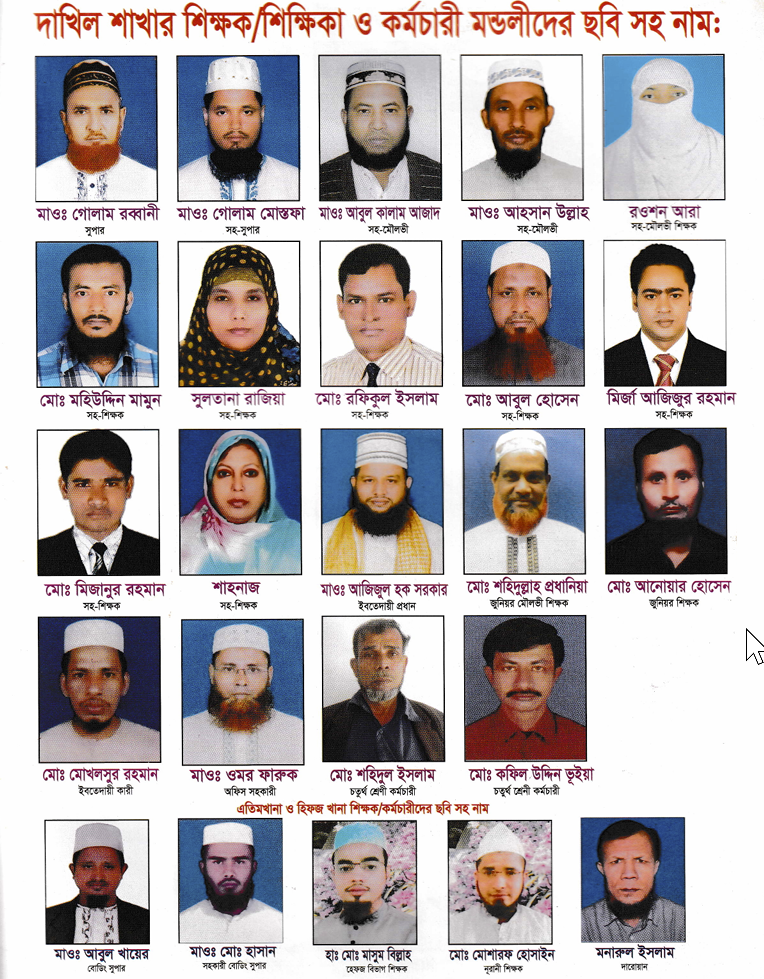 দাখিল শাখার শিক্ষক/শিক্ষিকা ও কর্মচারী মন্ডলীদের ছবি সহ নাম:
মাওঃ গোলাম রব্বানী
সুপার
মাওঃ গোলাম মোস্তফা
সহ-সুপার
মাওঃ আবুল কালাম আজাদ
সহ-মৌলভী
মাওঃ আহসান উল্লাহ
সহ-মৌলভী
রওশন আরা
সহ-মৌলভী শিক্ষক
মোঃ মহিউদ্দিন মামুন
সহ-শিক্ষক
সুলতানা রাজিয়া
সহ-শিক্ষক
মোঃ রফিকুল ইসলাম
সহ-শিক্ষক
মোঃ আবুল হোসেন
সহ-শিক্ষক
মির্জা আজিজুর রহমান
সহ-শিক্ষক
মোঃ মিজানুর রহমান
সহ-শিক্ষক
শাহনাজ
সহ-শিক্ষক
মাওঃ আজিজুল হক সরকার
ইবতেদায়ী প্রধান
মোঃ শহিদুল্লাহ প্রধানিয়া
জুনিয়র মৌলভী শিক্ষক
মোঃ আনোয়ার হোসেন
জুনিয়র শিক্ষক
মোঃ মোখলসুর রহমান
ইবতেদায়ী কারী
মাওঃ ওমর ফারুক
অফিস সহকারী
মোঃ শহিদুল ইসলাম
চতুর্থ শ্রেণী কর্মচারী
মোঃ কফিল উদ্দিন ভূইয়া
চতুর্থ শ্রেনী কর্মচারী
এতিমখানা ও হিফজ খানা শিক্ষক/কর্মচারীদের ছবি সহ নাম
মাওঃ আবুল খায়ের
বোডিং সুপার
মাওঃ মোঃ হাসান
সহকারী বোডিং সুপার
হাঃ মোঃ মাসুম বিল্লাহ
হেফজ বিভাগ শিক্ষক
মোঃ মোশারফ হোসাইন
নূরানী শিক্ষক
মনারুল ইসলাম
দারোয়ান